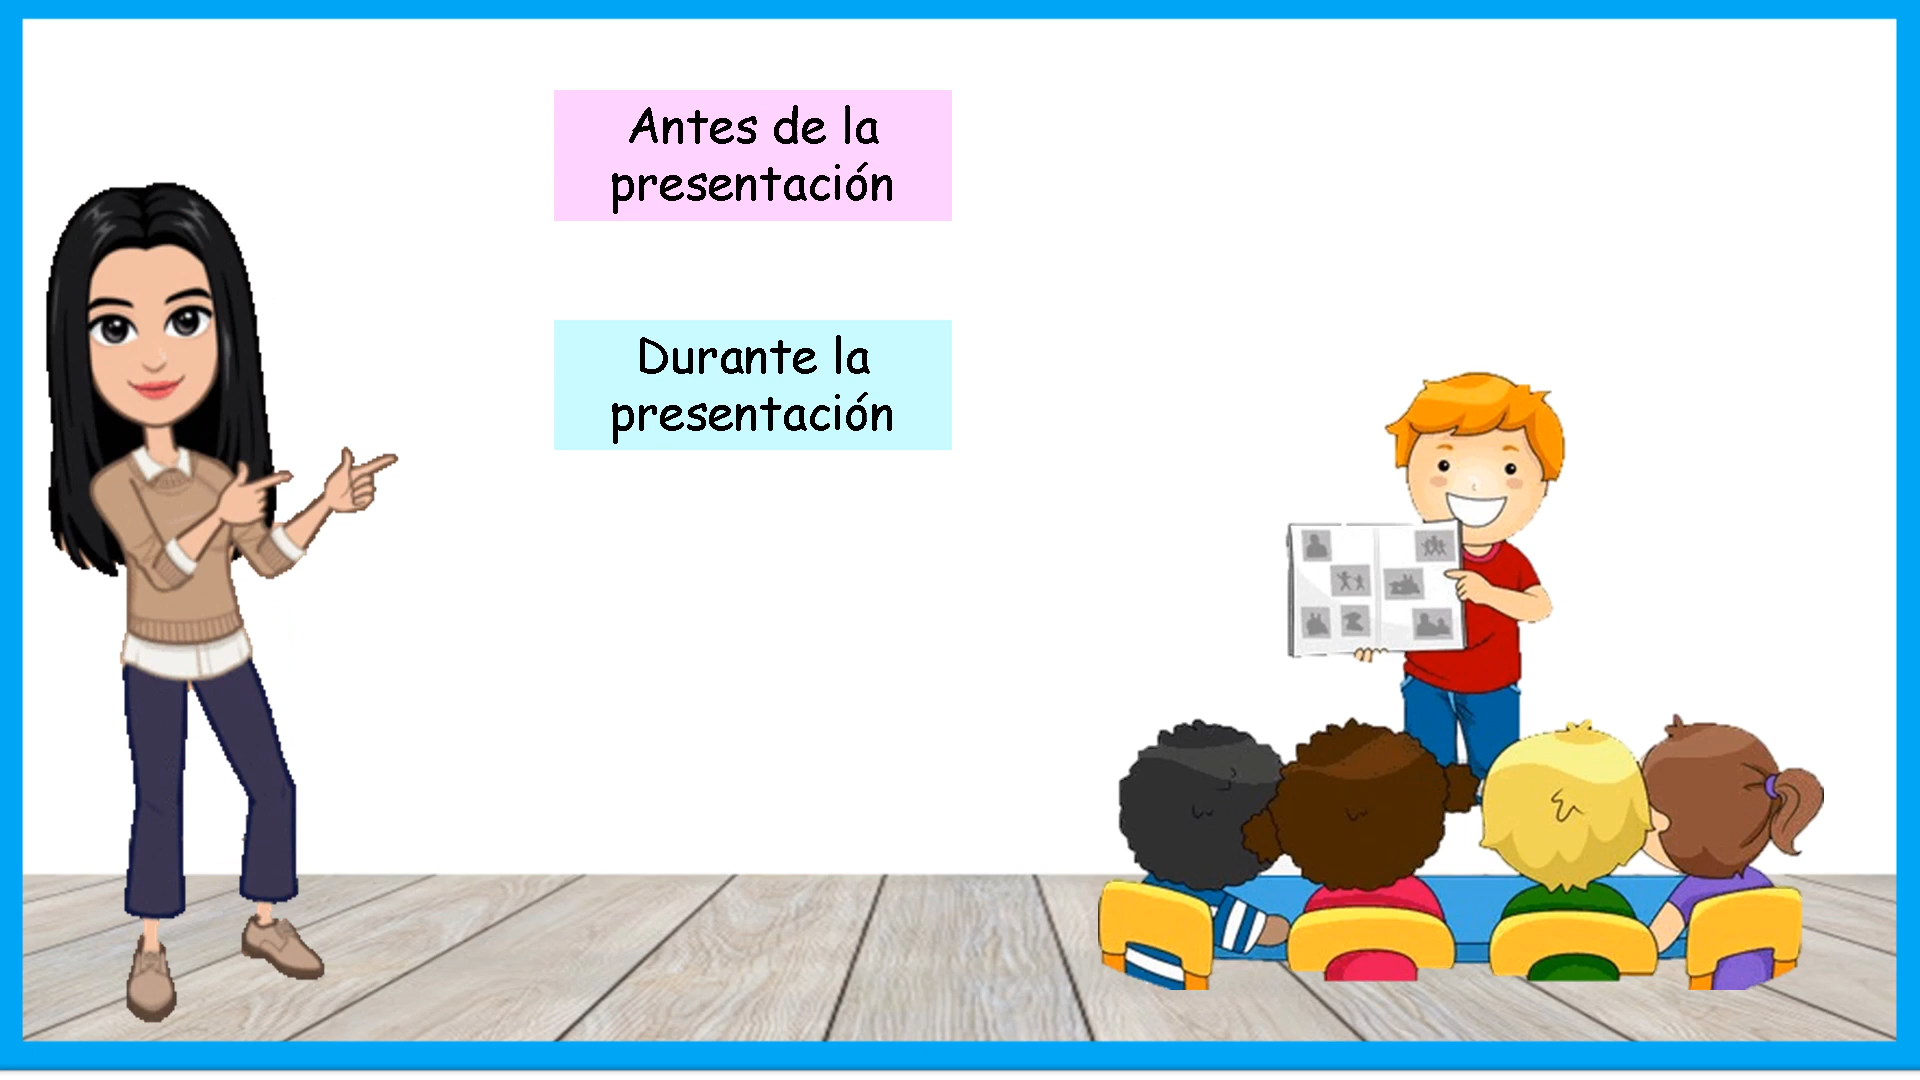 Antes de la
presentación
Durante la
presentación